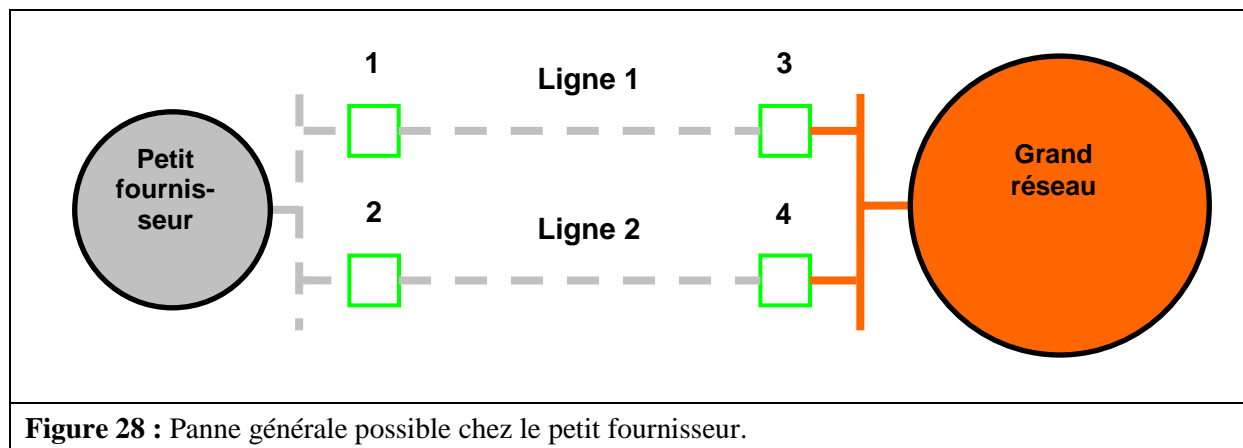 1
Ligne 1
3
Petit
fournis-
seur
Grand
réseau
2
Ligne 2
4
Figure 28 : Panne générale possible chez le petit fournisseur.